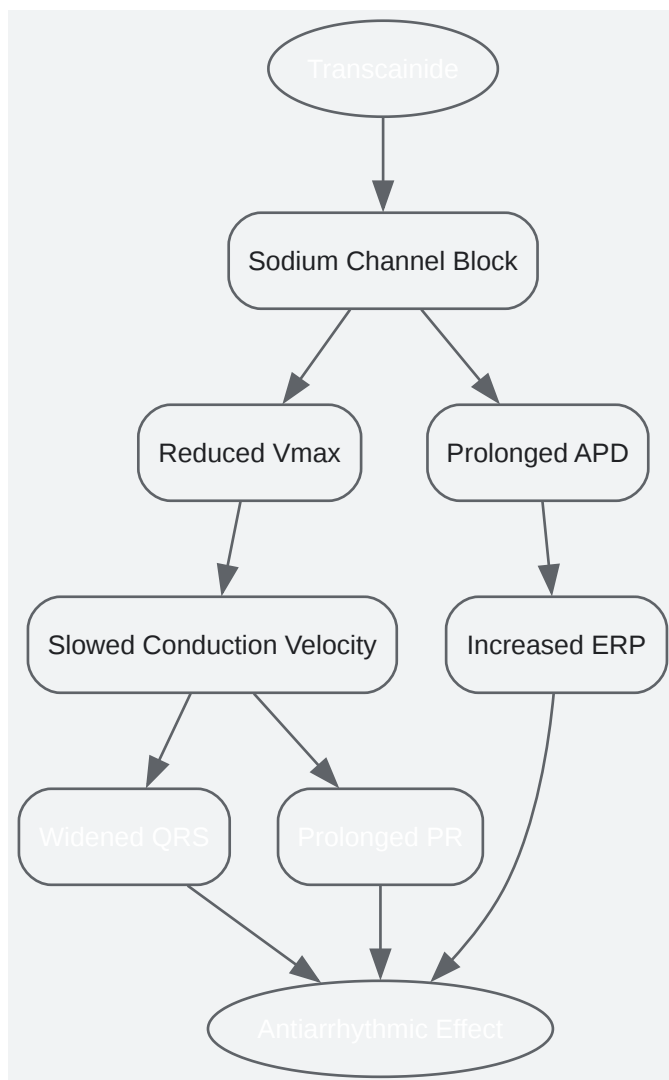 Transcainide
Sodium Channel Block
Reduced Vmax
Prolonged APD
Slowed Conduction Velocity
Increased ERP
Widened QRS
Prolonged PR
Antiarrhythmic Effect